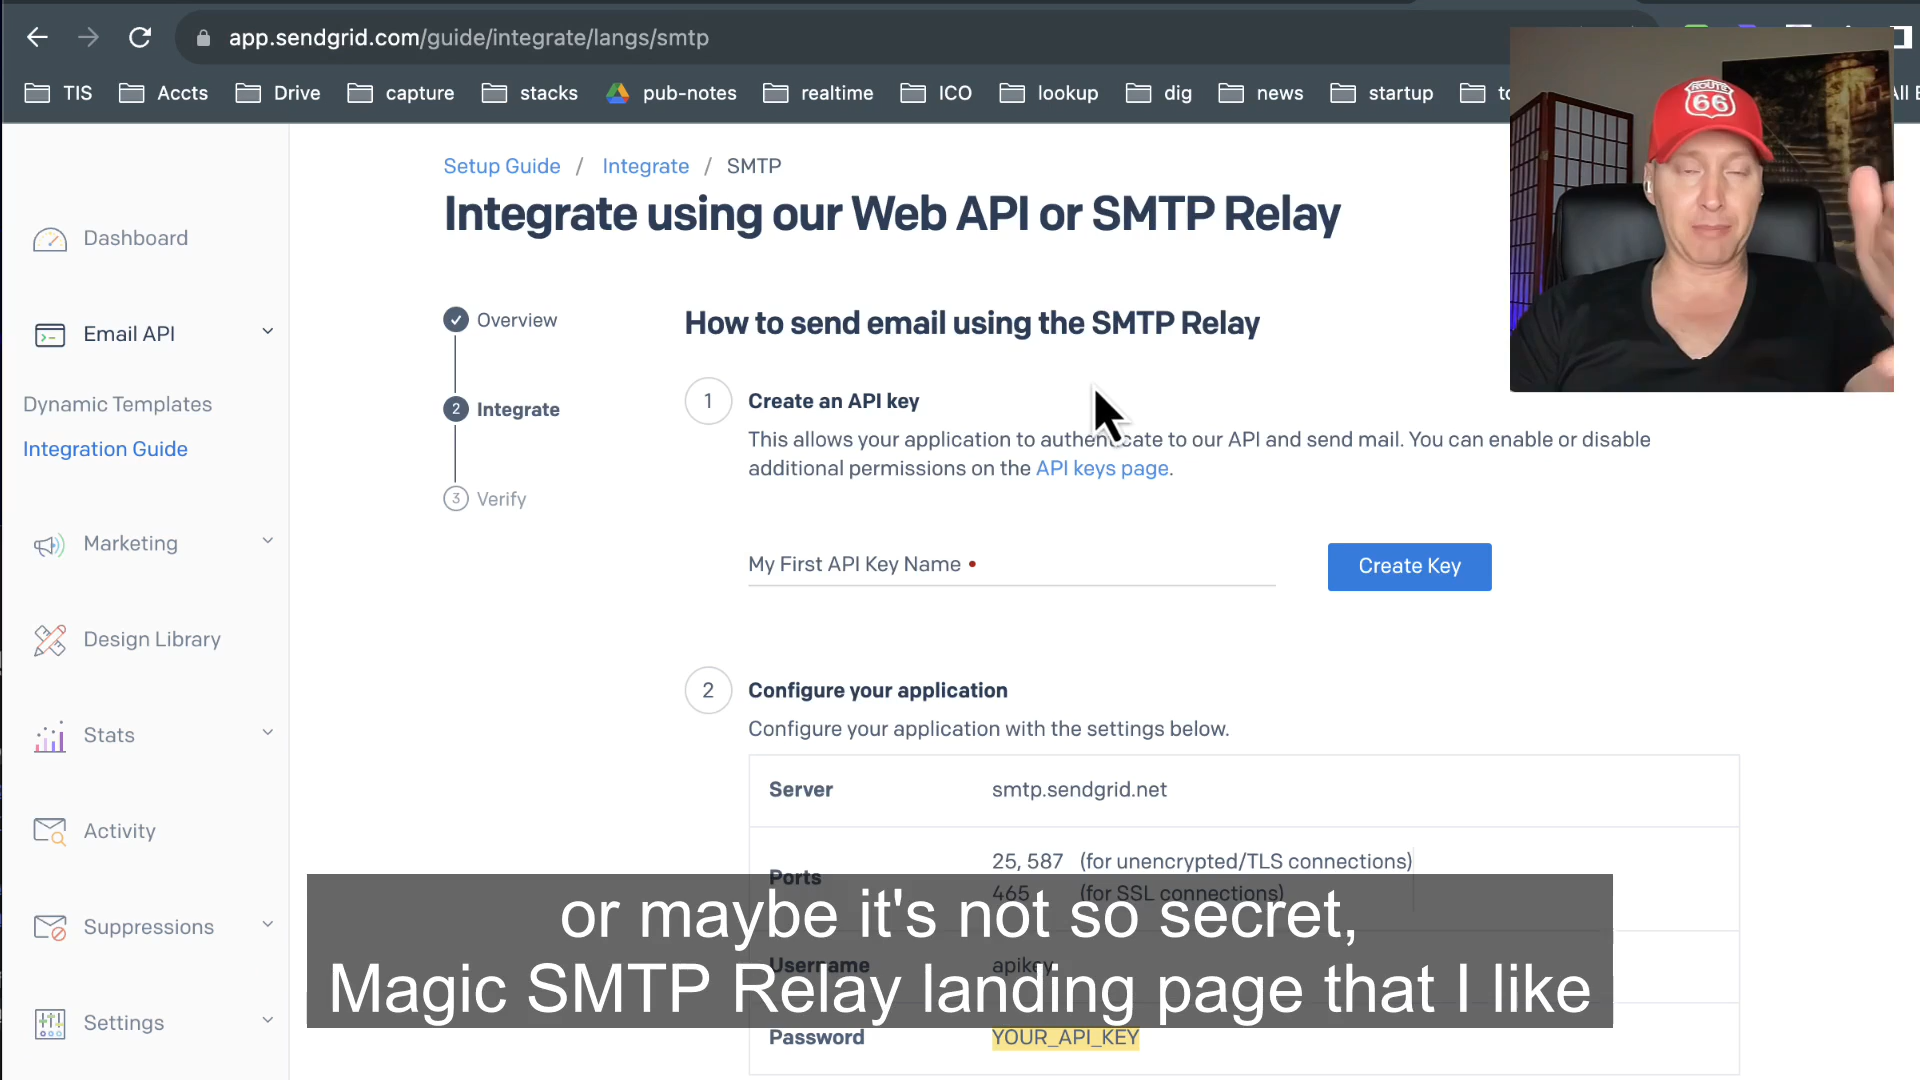 app.sendgrid.com/guide/integrate/langs/smtp
TIS Accts Drive capture stacks pub-notes realtime ICO lookup dig news startup
ROUTE
66
Setup Guide / Integrate / SMTP
Integrate using our Web API or SMTP Relay
Dashboard
Email API
Dynamic Templates
Integration Guide
Marketing
Design Library
Stats
Activity
Suppressions
Settings
Overview
2 Integrate
3 Verify
How to send email using the SMTP Relay
1 Create an API key
This allows your application to authenticate to our API and send mail. You can enable or disable
additional permissions on the API keys page.
My First API Key Name •
Create Key
2 Configure your application
Configure your application with the settings below.
Server smtp.sendgrid.net
Ports 25, 587 (for unencrypted/TLS connections)
465 (for SSL connections)
Username apikey
Password YOUR_API_KEY
or maybe it's not so secret,
Magic SMTP Relay landing page that I like